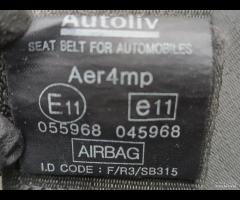 Autoliv
SEAT BELT FOR AUTOMOBILES
Aer4mp
E11 e11
055968 045968
AIRBAG
I.D CODE : F/R3/SB315